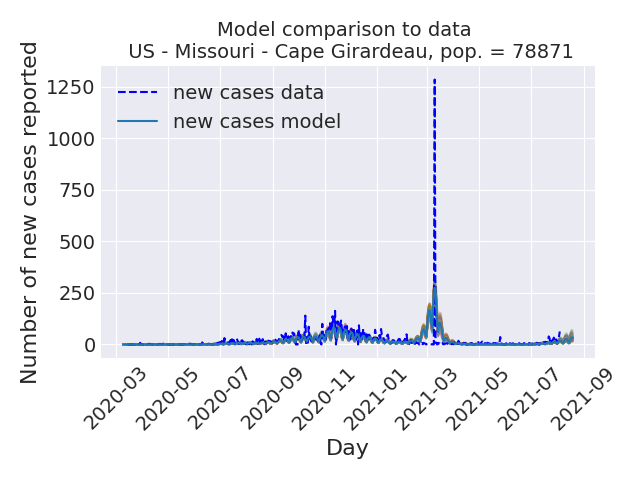 Model comparison to data
US - Missouri - Cape Girardeau, pop. = 78871
Number of new cases reported
1250
1000
750
500
250
0
new cases data
new cases model
2020-03
2020-05
2020-07
2020-09
2020-11
2021-01
2021-03
2021-05
2021-07
2021-09
Day